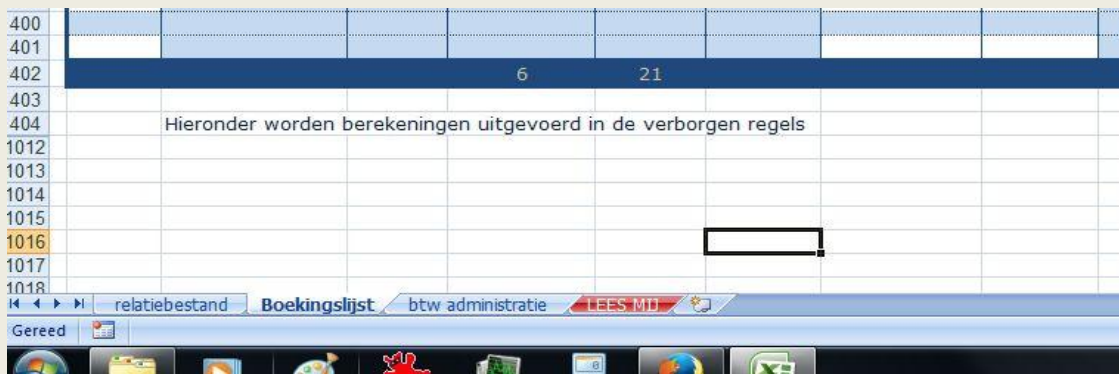 400
401
402 6 21
403
404 Hieronder worden berekeningen uitgevoerd in de verborgen regels
1012
1013
1014
1015
1016
1017
1018
relatiebestand Boekingslijst btw administratie LEES MIJ
Gereed